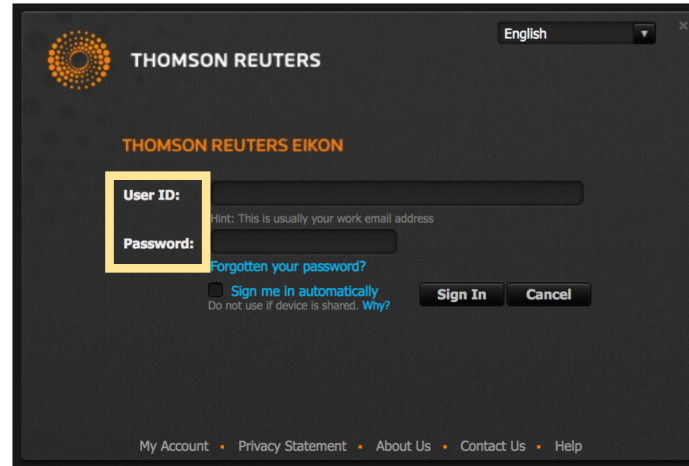 English
THOMSON REUTERS
THOMSON REUTERS EIKON
User ID:
Hint: This is usually your work email address
Password:
Forgotten your password?
Sign me in automatically
Sign In Cancel
Do not use if device is shared. Why?
My Account ▪ Privacy Statement ▪ About Us ▪ Contact Us ▪ Help